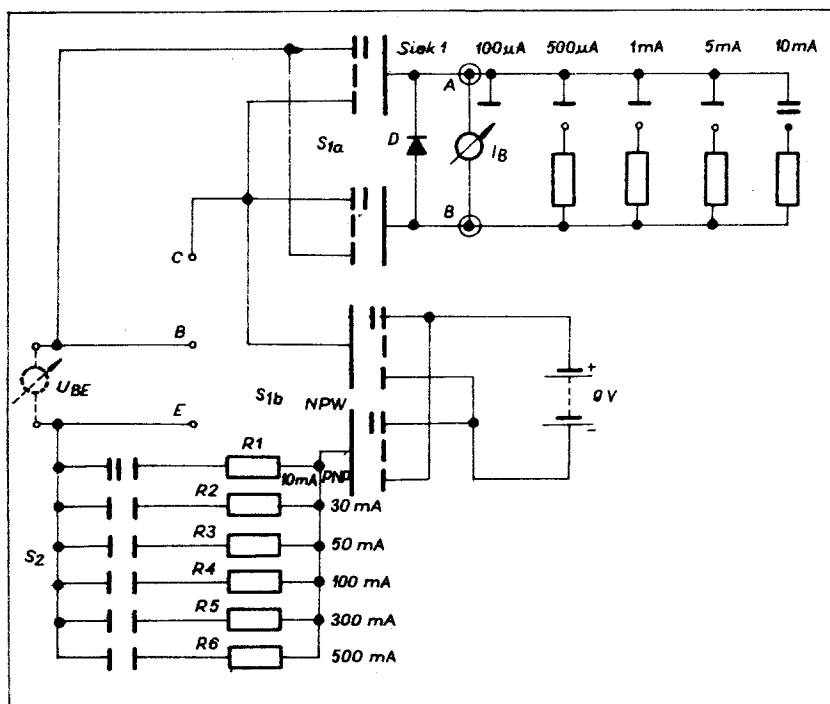 Siek 1 100µA 500µA 1mA 5mA 10mA
A
S1a D IB
B
C
B
UBE
E S1b NPW
+
9V
-
R1 10mA PNP
R2 30 mA
R3 50 mA
S2
R4 100 mA
R5 300 mA
R6 500 mA